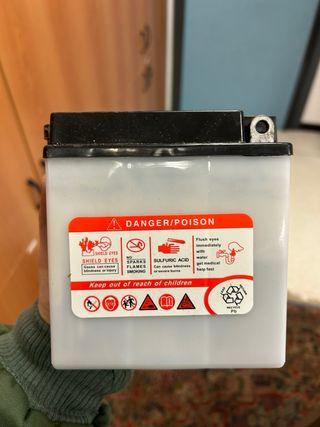 DANGER/POISON
SHIELD EYES
SHIELD EYES
Gases can cause
blindness or injury
NO
SPARKS
FLAMES
SMOKING
SULFURIC ACID
Can cause blindness
or severe burns
Flush eyes
immediately
with
water
get medical
help fast
Keep out of reach of children
RECYCLE
Pb